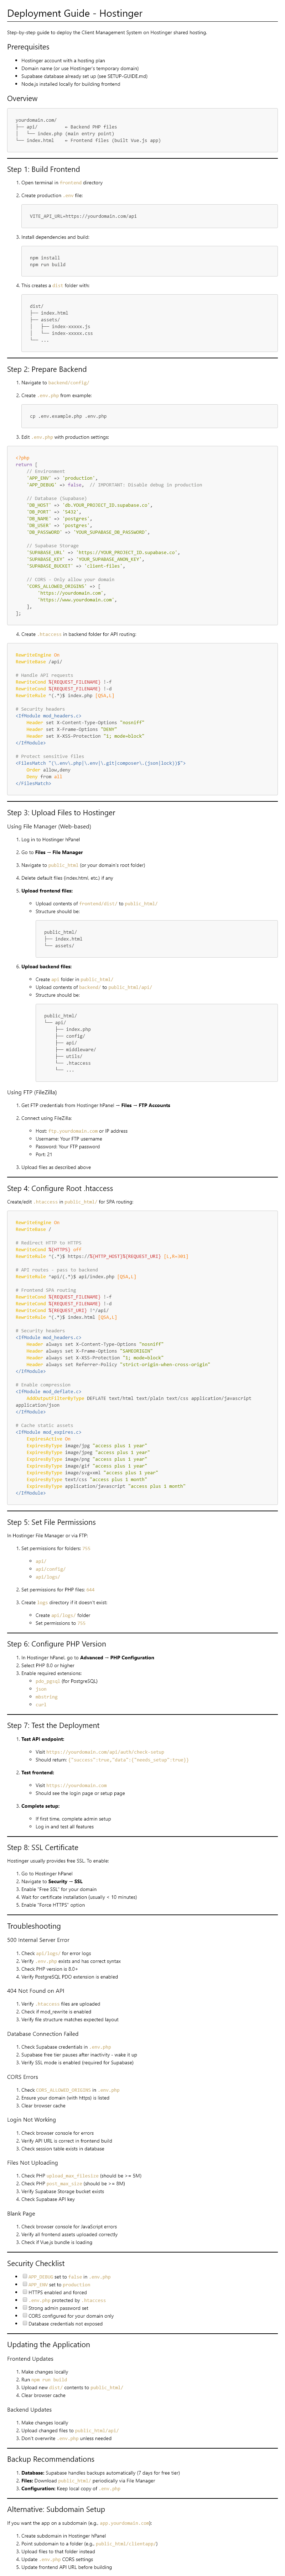 Deployment Guide - Hostinger
Step-by-step guide to deploy the Client Management System on Hostinger shared hosting.
Prerequisites
• Hostinger account with a hosting plan
• Domain name (or use Hostinger's temporary domain)
• Supabase database already set up (see SETUP-GUIDE.md)
• Node.js installed locally for building frontend
Overview
yourdomain.com/
├── api/ ← Backend PHP files
│ └── index.php (main entry point)
└── index.html ← Frontend files (built Vue.js app)
Step 1: Build Frontend
1. Open terminal in frontend directory
2. Create production .env file:
VITE_API_URL=https://yourdomain.com/api
3. Install dependencies and build:
npm install
npm run build
4. This creates a dist folder with:
dist/
├── index.html
├── assets/
│ ├── index-xxxxx.js
│ └── index-xxxxx.css
└── ...
Step 2: Prepare Backend
1. Navigate to backend/config/
2. Create .env.php from example:
cp .env.example.php .env.php
3. Edit .env.php with production settings:
<?php
return [
// Environment
'APP_ENV' => 'production',
'APP_DEBUG' => false, // IMPORTANT: Disable debug in production
// Database (Supabase)
'DB_HOST' => 'db.YOUR_PROJECT_ID.supabase.co',
'DB_PORT' => '5432',
'DB_NAME' => 'postgres',
'DB_USER' => 'postgres',
'DB_PASSWORD' => 'YOUR_SUPABASE_DB_PASSWORD',
// Supabase Storage
'SUPABASE_URL' => 'https://YOUR_PROJECT_ID.supabase.co',
'SUPABASE_KEY' => 'YOUR_SUPABASE_ANON_KEY',
'SUPABASE_BUCKET' => 'client-files',
// CORS - Only allow your domain
'CORS_ALLOWED_ORIGINS' => [
'https://yourdomain.com',
'https://www.yourdomain.com',
],
];
4. Create .htaccess in backend folder for API routing:
RewriteEngine On
RewriteBase /api/
# Handle API requests
RewriteCond %{REQUEST_FILENAME} !-f
RewriteCond %{REQUEST_FILENAME} !-d
RewriteRule ^(.*)$ index.php [QSA,L]
# Security headers
<IfModule mod_headers.c>
Header set X-Content-Type-Options "nosniff"
Header set X-Frame-Options "DENY"
Header set X-XSS-Protection "1; mode=block"
</IfModule>
# Protect sensitive files
<FilesMatch "(\.env\.php|\.env|\.git|composer\.(json|lock))$">
Order allow,deny
Deny from all
</FilesMatch>
Step 3: Upload Files to Hostinger
Using File Manager (Web-based)
1. Log in to Hostinger hPanel
2. Go to Files → File Manager
3. Navigate to public_html (or your domain's root folder)
4. Delete default files (index.html, etc.) if any
5. Upload frontend files:
Upload contents of frontend/dist/ to public_html/
Structure should be:
public_html/
├── index.html
└── assets/
6. Upload backend files:
Create api folder in public_html/
Upload contents of backend/ to public_html/api/
Structure should be:
public_html/
└── api/
├── index.php
├── config/
├── api/
├── middleware/
├── utils/
├── .htaccess
└── ...
Using FTP (FileZilla)
1. Get FTP credentials from Hostinger hPanel → Files → FTP Accounts
2. Connect using FileZilla:
Host: ftp.yourdomain.com or IP address
Username: Your FTP username
Password: Your FTP password
Port: 21
3. Upload files as described above
Step 4: Configure Root .htaccess
Create/edit .htaccess in public_html/ for SPA routing:
RewriteEngine On
RewriteBase /
# Redirect HTTP to HTTPS
RewriteCond %{HTTPS} off
RewriteRule ^(.*)$ https://%{HTTP_HOST}%{REQUEST_URI} [L,R=301]
# API routes - pass to backend
RewriteRule ^api/(.*)$ api/index.php [QSA,L]
# Frontend SPA routing
RewriteCond %{REQUEST_FILENAME} !-f
RewriteCond %{REQUEST_FILENAME} !-d
RewriteCond %{REQUEST_URI} !^/api/
RewriteRule ^(.*)$ index.html [QSA,L]
# Security headers
<IfModule mod_headers.c>
Header always set X-Content-Type-Options "nosniff"
Header always set X-Frame-Options "SAMEORIGIN"
Header always set X-XSS-Protection "1; mode=block"
Header always set Referrer-Policy "strict-origin-when-cross-origin"
</IfModule>
# Enable compression
<IfModule mod_deflate.c>
AddOutputFilterByType DEFLATE text/html text/plain text/css application/javascript
application/json
</IfModule>
# Cache static assets
<IfModule mod_expires.c>
ExpiresActive On
ExpiresByType image/jpg "access plus 1 year"
ExpiresByType image/jpeg "access plus 1 year"
ExpiresByType image/png "access plus 1 year"
ExpiresByType image/gif "access plus 1 year"
ExpiresByType image/svg+xml "access plus 1 year"
ExpiresByType text/css "access plus 1 month"
ExpiresByType application/javascript "access plus 1 month"
</IfModule>
Step 5: Set File Permissions
In Hostinger File Manager or via FTP:
1. Set permissions for folders: 755
api/
api/config/
api/logs/
2. Set permissions for PHP files: 644
3. Create logs directory if it doesn't exist:
Create api/logs/ folder
Set permissions to 755
Step 6: Configure PHP Version
1. In Hostinger hPanel, go to Advanced → PHP Configuration
2. Select PHP 8.0 or higher
3. Enable required extensions:
pdo_pgsql (for PostgreSQL)
json
mbstring
curl
Step 7: Test the Deployment
1. Test API endpoint:
Visit https://yourdomain.com/api/auth/check-setup
Should return: {"success":true,"data":{"needs_setup":true}}
2. Test frontend:
Visit https://yourdomain.com
Should see the login page or setup page
3. Complete setup:
If first time, complete admin setup
Log in and test all features
Step 8: SSL Certificate
Hostinger usually provides free SSL. To enable:
1. Go to Hostinger hPanel
2. Navigate to Security → SSL
3. Enable "Free SSL" for your domain
4. Wait for certificate installation (usually < 10 minutes)
5. Enable "Force HTTPS" option
Troubleshooting
500 Internal Server Error
1. Check api/logs/ for error logs
2. Verify .env.php exists and has correct syntax
3. Check PHP version is 8.0+
4. Verify PostgreSQL PDO extension is enabled
404 Not Found on API
1. Verify .htaccess files are uploaded
2. Check if mod_rewrite is enabled
3. Verify file structure matches expected layout
Database Connection Failed
1. Check Supabase credentials in .env.php
2. Supabase free tier pauses after inactivity - wake it up
3. Verify SSL mode is enabled (required for Supabase)
CORS Errors
1. Check CORS_ALLOWED_ORIGINS in .env.php
2. Ensure your domain (with https) is listed
3. Clear browser cache
Login Not Working
1. Check browser console for errors
2. Verify API URL is correct in frontend build
3. Check session table exists in database
Files Not Uploading
1. Check PHP upload_max_filesize (should be >= 5M)
2. Check PHP post_max_size (should be >= 8M)
3. Verify Supabase Storage bucket exists
4. Check Supabase API key
Blank Page
1. Check browser console for JavaScript errors
2. Verify all frontend assets uploaded correctly
3. Check if Vue.js bundle is loading
Security Checklist
• APP_DEBUG set to false in .env.php
• APP_ENV set to production
• HTTPS enabled and forced
• .env.php protected by .htaccess
• Strong admin password set
• CORS configured for your domain only
• Database credentials not exposed
Updating the Application
Frontend Updates
1. Make changes locally
2. Run npm run build
3. Upload new dist/ contents to public_html/
4. Clear browser cache
Backend Updates
1. Make changes locally
2. Upload changed files to public_html/api/
3. Don't overwrite .env.php unless needed
Backup Recommendations
1. Database: Supabase handles backups automatically (7 days for free tier)
2. Files: Download public_html/ periodically via File Manager
3. Configuration: Keep local copy of .env.php
Alternative: Subdomain Setup
If you want the app on a subdomain (e.g., app.yourdomain.com):
1. Create subdomain in Hostinger hPanel
2. Point subdomain to a folder (e.g., public_html/clientapp/)
3. Upload files to that folder instead
4. Update .env.php CORS settings
5. Update frontend API URL before building